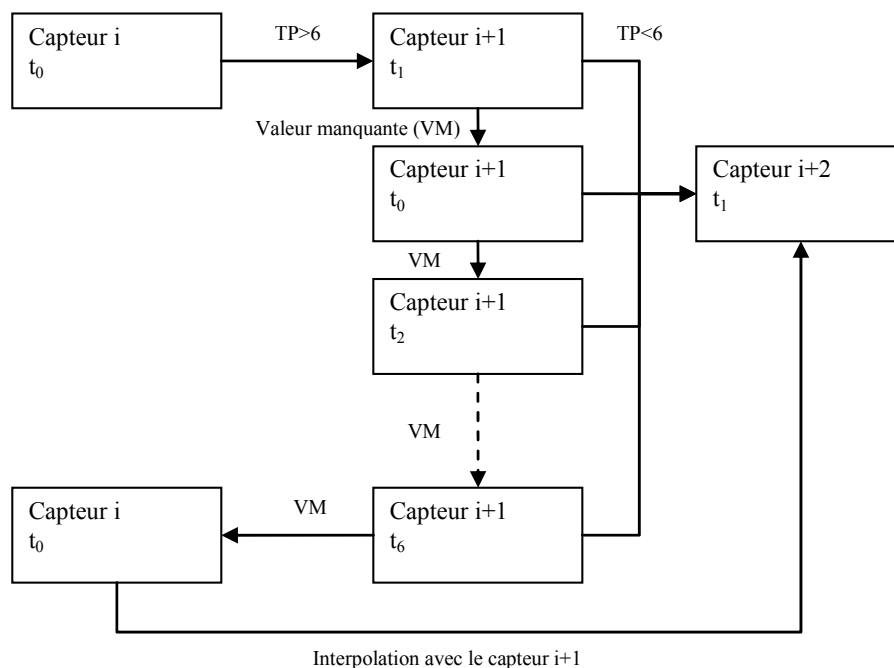 Capteur i
t₀
TP>6
Capteur i+1
t₁
TP<6
Valeur manquante (VM)
Capteur i+1
t₀
Capteur i+2
t₁
VM
Capteur i+1
t₂
VM
Capteur i
t₀
VM
Capteur i+1
t₆
Interpolation avec le capteur i+1